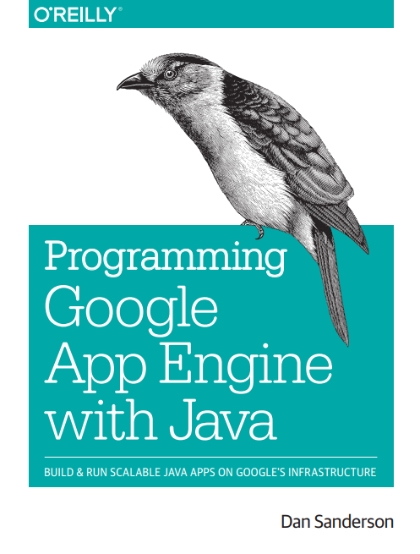 O'REILLY®
Programming
Google
App Engine
with Java
BUILD & RUN SCALABLE JAVA APPS ON GOOGLE'S INFRASTRUCTURE
Dan Sanderson